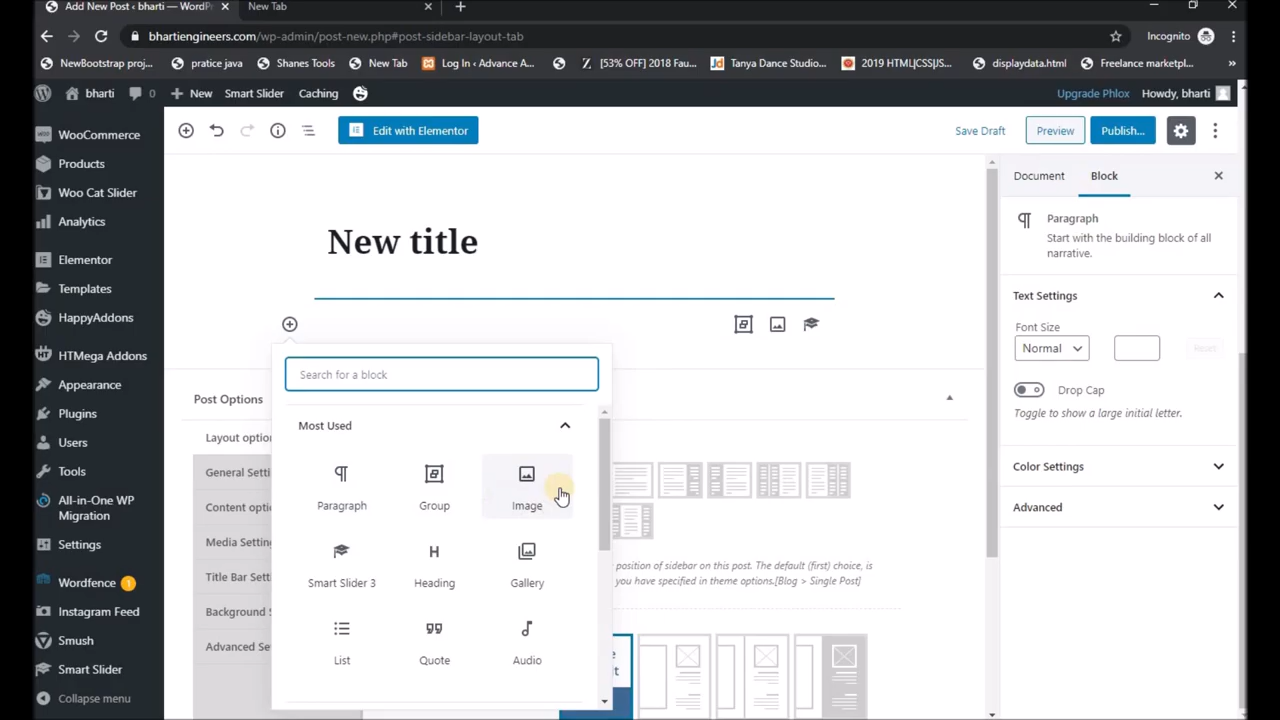 Add New Post ‹ bharti — WordPr
New Tab
bhartiengineers.com/wp-admin/post-new.php#post-sidebar-layout-tab
Incognito
NewBootstrap proj...
pratice java
Shanes Tools
New Tab
Log In ‹ Advance A...
[53% OFF] 2018 Fau...
Tanya Dance Studio...
2019 HTML|CSS|JS...
displaydata.html
Freelance marketpl...
bharti
0
New
Smart Slider
Caching
Upgrade Phlox
Howdy, bharti
WooCommerce
Products
Woo Cat Slider
Analytics
Elementor
Templates
HappyAddons
HTMega Addons
Appearance
Plugins
Users
Tools
All-in-One WP
Migration
Settings
Wordfence 1
Instagram Feed
Smush
Smart Slider
Collapse menu
Edit with Elementor
Save Draft
Preview
Publish...
New title
Search for a block
Most Used
Paragraph
Group
Image
Smart Slider 3
Heading
Gallery
List
Quote
Audio
Post Options
Layout optio
General Setti
Content optio
Media Setting
Title Bar Sett
Background S
Advanced Set
position of sidebar on this post. The default (first) choice, is
you have specified in theme options.[Blog > Single Post]
Document
Block
Paragraph
Start with the building block of all
narrative.
Text Settings
Font Size
Normal
Reset
Drop Cap
Toggle to show a large initial letter.
Color Settings
Advanced